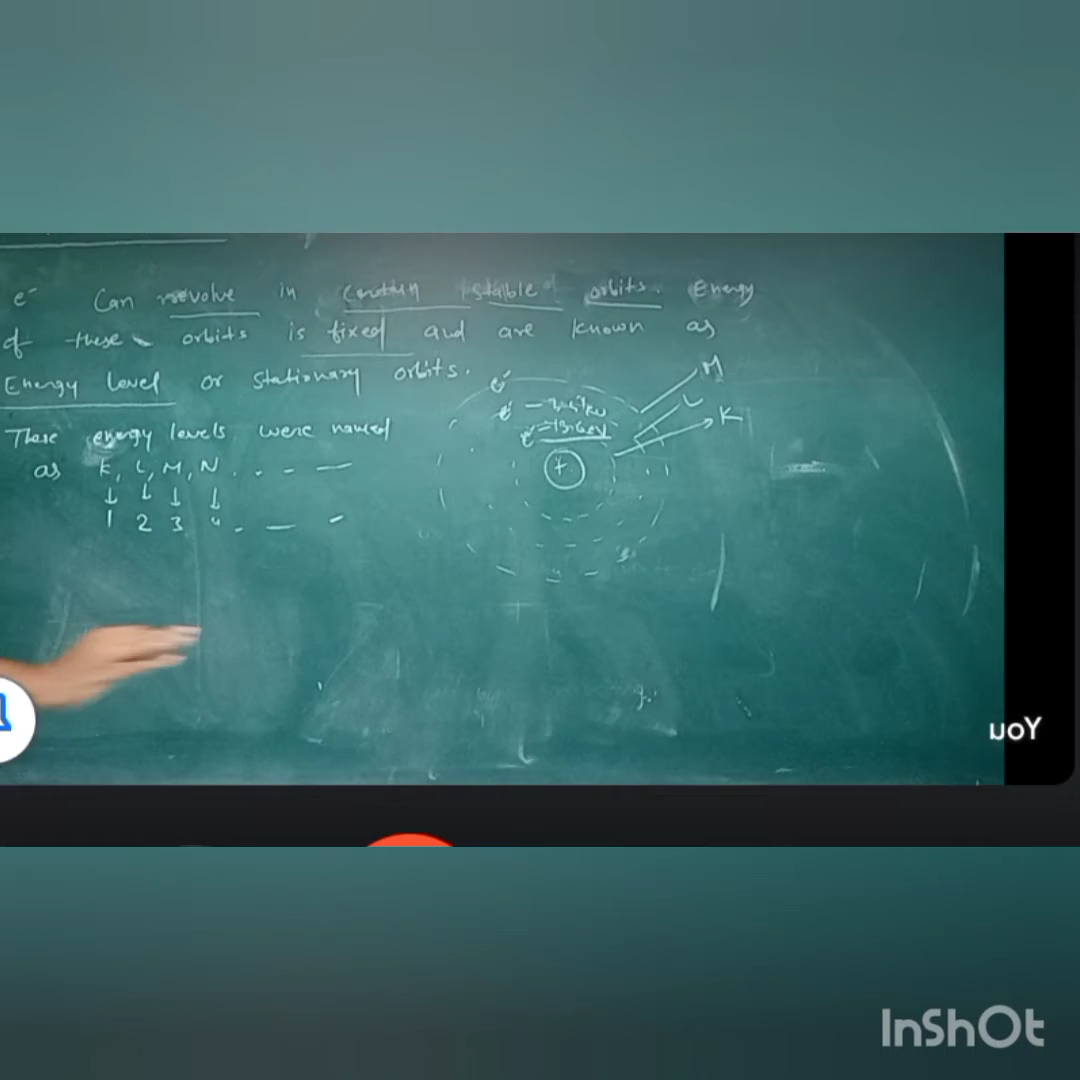 e⁻ Can revolve in certain stable orbits. Energy
of these orbits is fixed and are known as
Energy level or stationary orbits.
These energy levels were named
as K, L, M, N . . - —
↓ ↓ ↓ ↓
1 2 3 4 . — -
M
L
K
e⁻
e⁻
e⁻ -13.6eV
+
You
InShOt